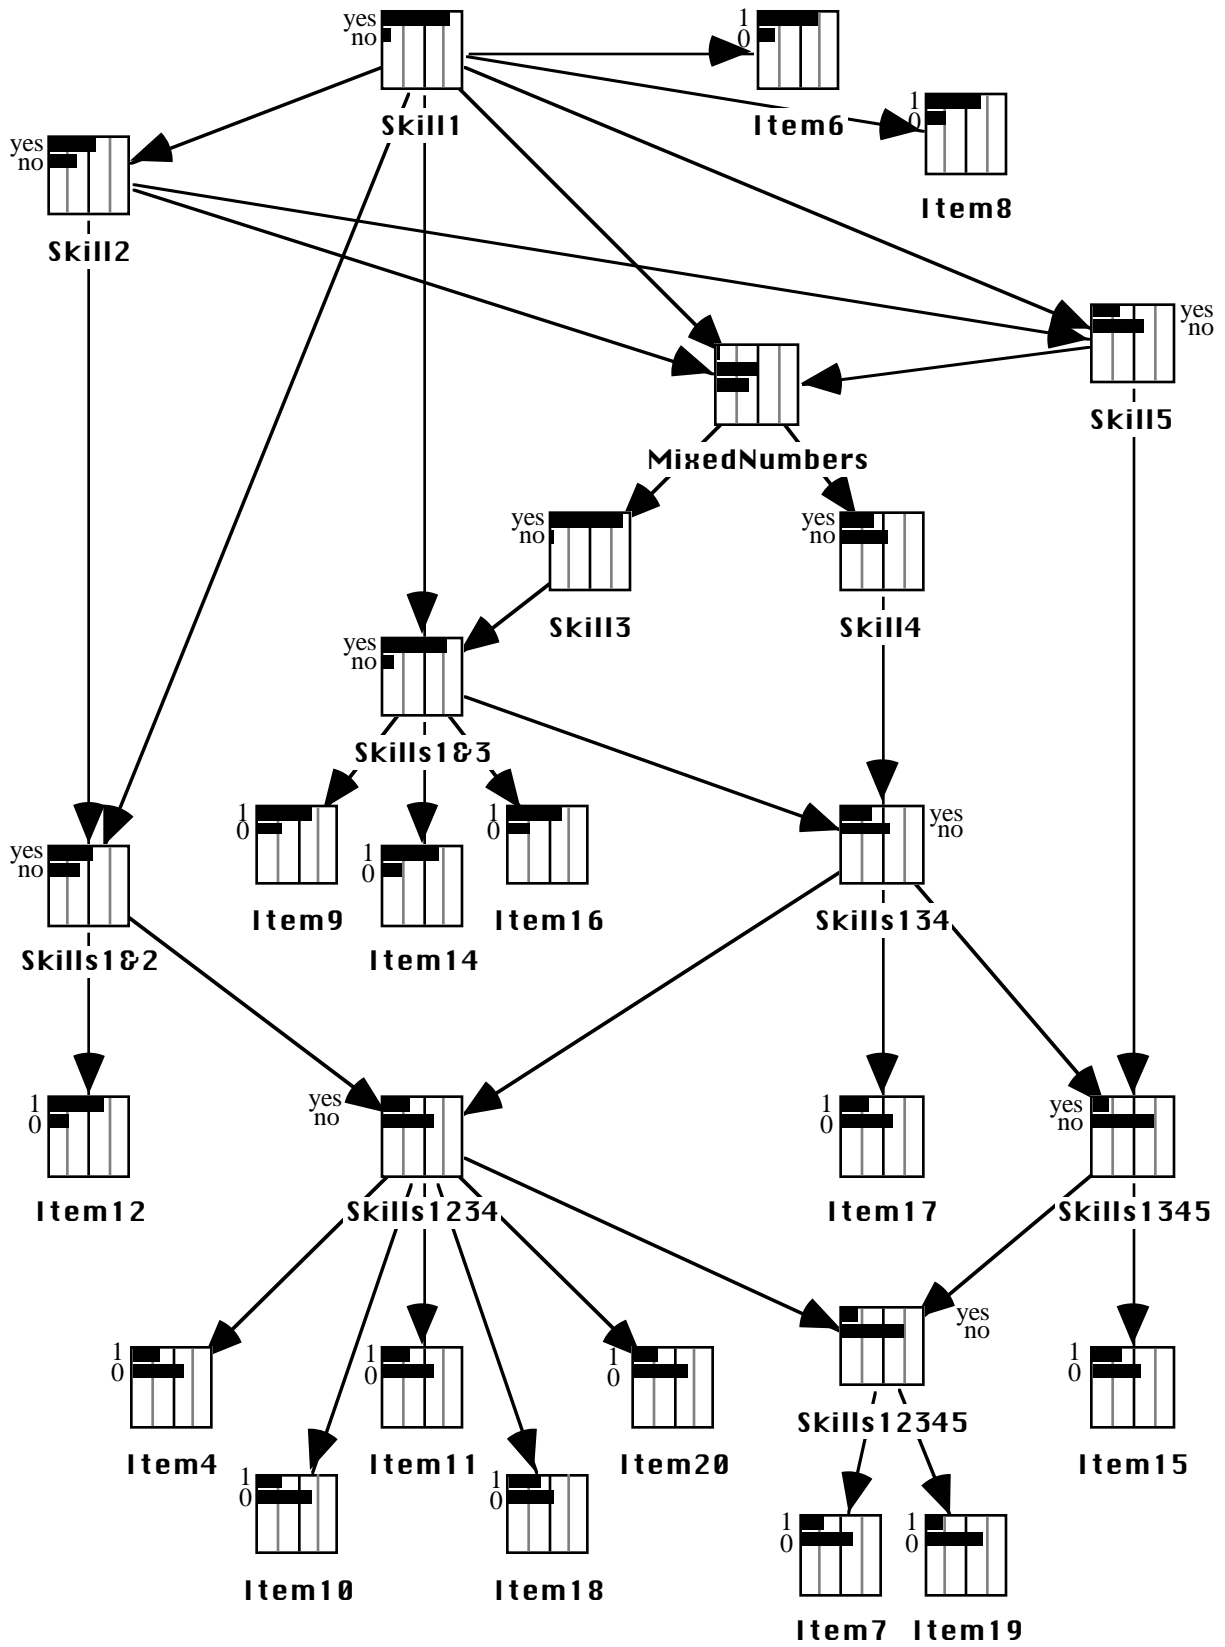 yes
no
Skill1
1
0
Item6
1
0
Item8
yes
no
Skill2
yes
no
Skill5
MixedNumbers
yes
no
Skill3
yes
no
Skill4
yes
no
Skills1&3
1
0
Item9
1
0
Item14
1
0
Item16
yes
no
Skills134
yes
no
Skills1&2
1
0
Item12
yes
no
Skills1234
1
0
Item17
yes
no
Skills1345
yes
no
Skills12345
1
0
Item4
1
0
Item11
1
0
Item20
1
0
Item15
1
0
Item10
1
0
Item18
1
0
Item7
1
0
Item19